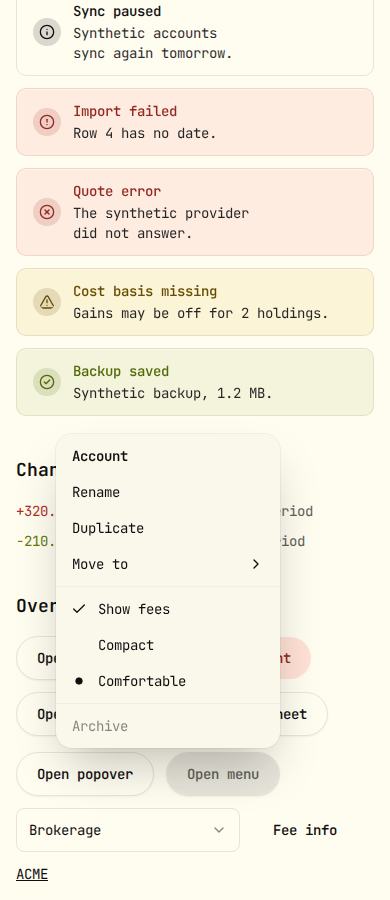 Sync paused
Synthetic accounts
sync again tomorrow.
Import failed
Row 4 has no date.
Quote error
The synthetic provider
did not answer.
Cost basis missing
Gains may be off for 2 holdings.
Backup saved
Synthetic backup, 1.2 MB.
Account
Rename
Duplicate
Move to
Show fees
Compact
Comfortable
Archive
+320.
-210.
Open popover
Open menu
Brokerage
Fee info
ACME